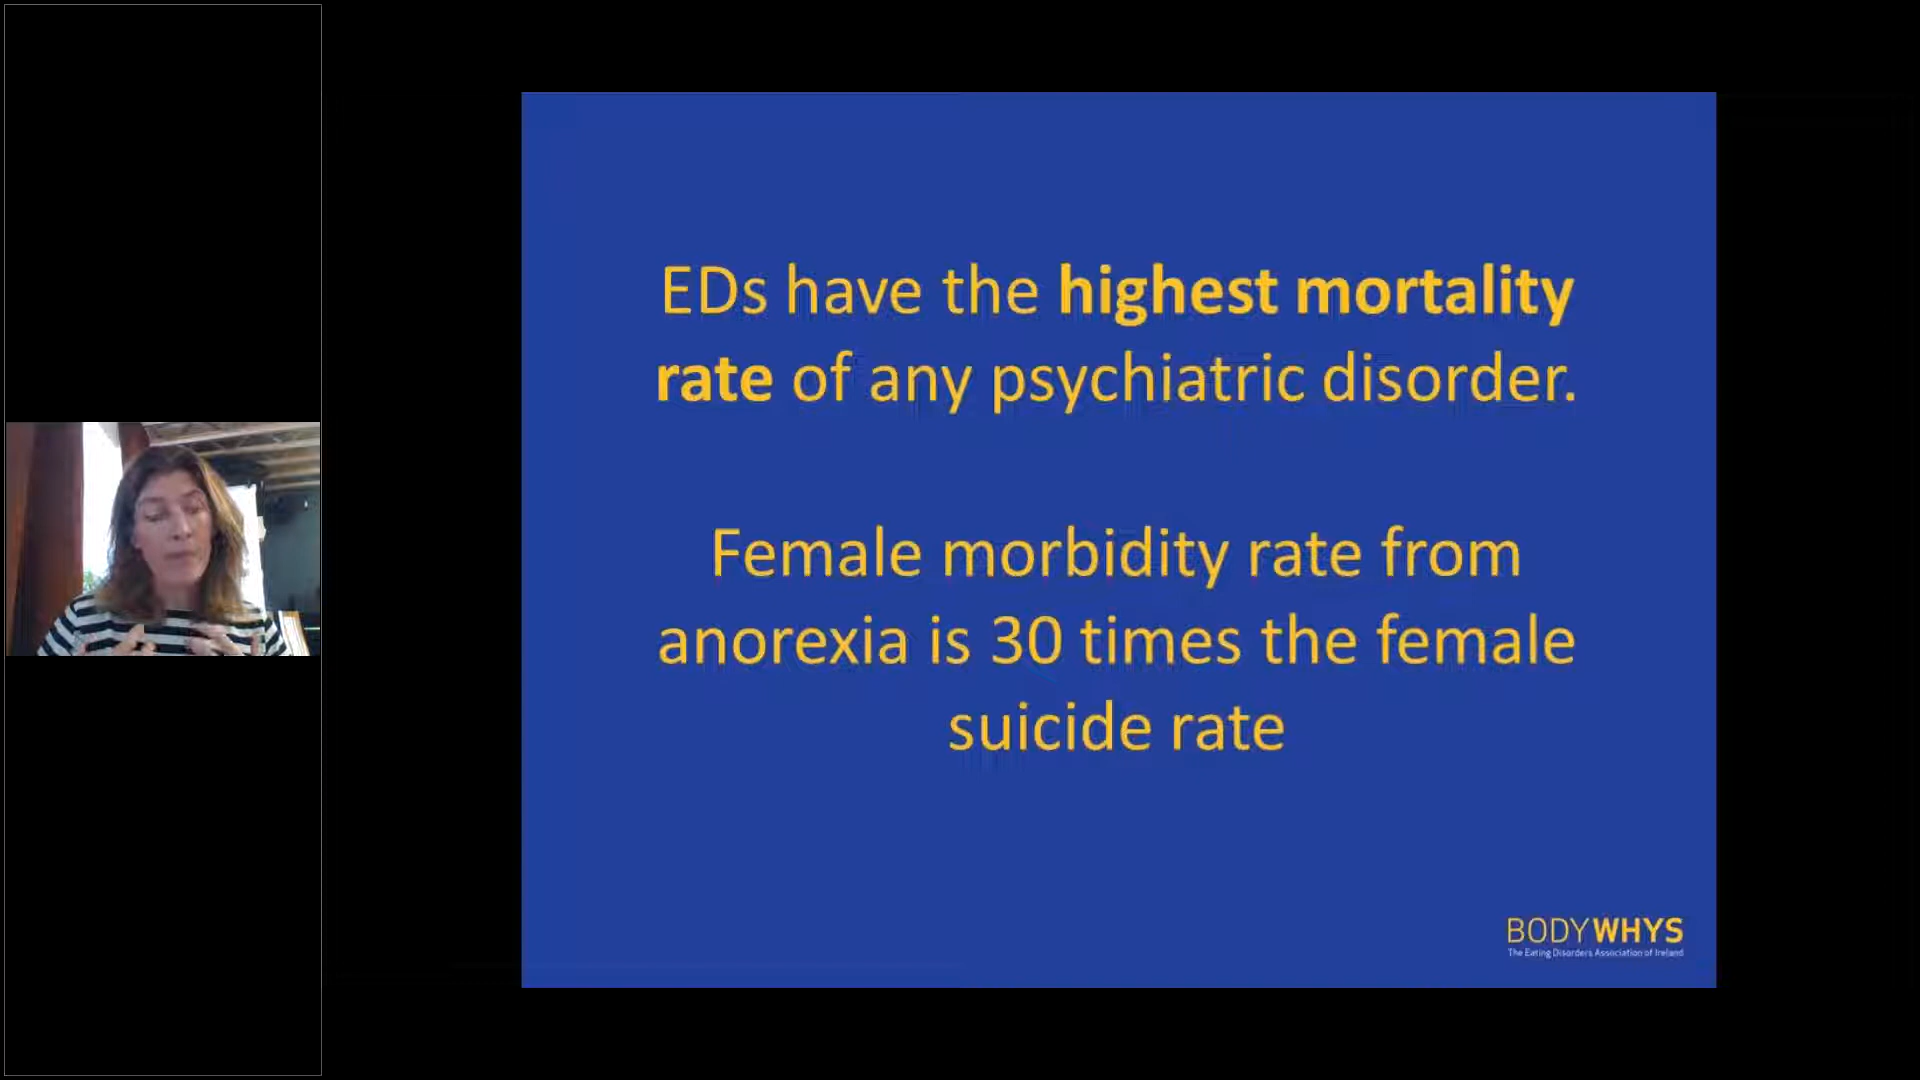 EDs have the highest mortality
rate of any psychiatric disorder.
Female morbidity rate from
anorexia is 30 times the female
suicide rate
BODYWHYS
The Eating Disorders Association of Ireland